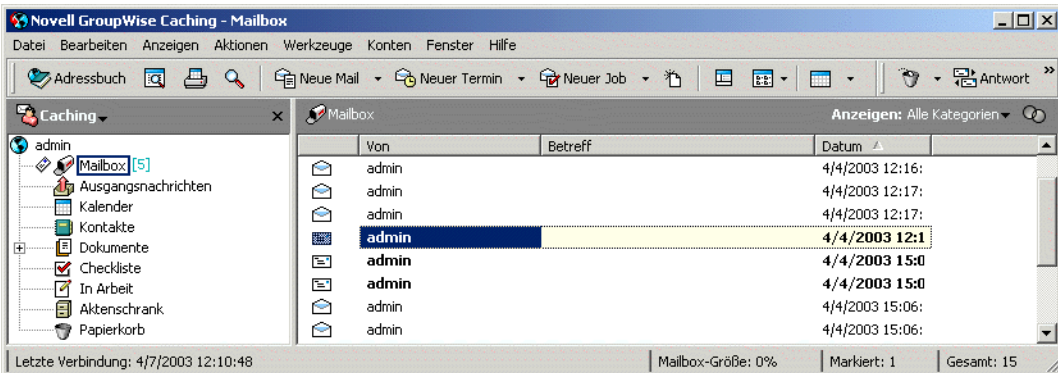 Novell GroupWise Caching - Mailbox
Datei Bearbeiten Anzeigen Aktionen Werkzeuge Konten Fenster Hilfe
Adressbuch Neue Mail Neuer Termin Neuer Job Antwort
Caching
Mailbox Anzeigen: Alle Kategorien
admin
Mailbox [5]
Ausgangsnachrichten
Kalender
Kontakte
Dokumente
Checkliste
In Arbeit
Aktenschrank
Papierkorb
Von Betreff Datum
admin 4/4/2003 12:16:
admin 4/4/2003 12:17:
admin 4/4/2003 12:17:
admin 4/4/2003 12:1
admin 4/4/2003 15:0
admin 4/4/2003 15:0
admin 4/4/2003 15:06:
admin 4/4/2003 15:06:
Letzte Verbindung: 4/7/2003 12:10:48 Mailbox-Größe: 0% Markiert: 1 Gesamt: 15